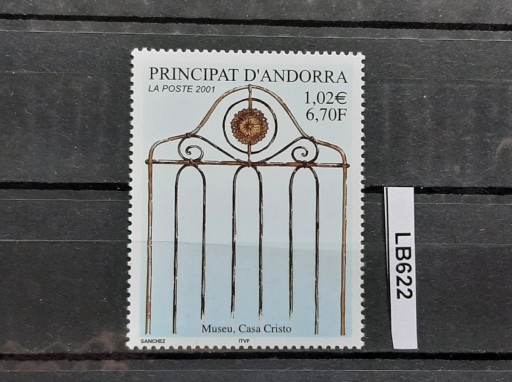 PRINCIPAT D'ANDORRA
LA POSTE 2001
1,02€
6,70F
Museu, Casa Cristo
SANCHEZ
ITVF
LB622